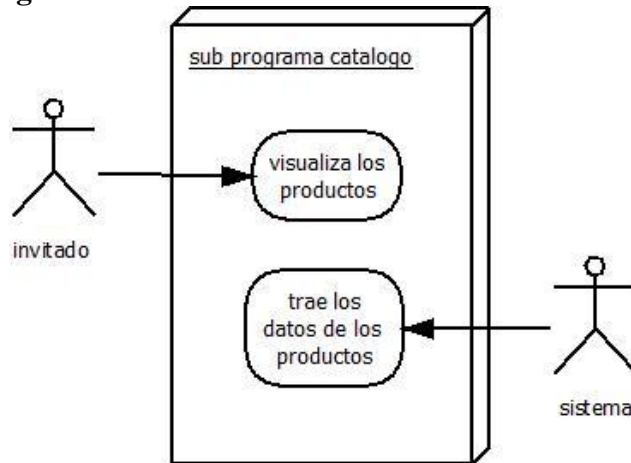 g
sub programa catalogo
visualiza los
productos
invitado
trae los
datos de los
productos
sistema